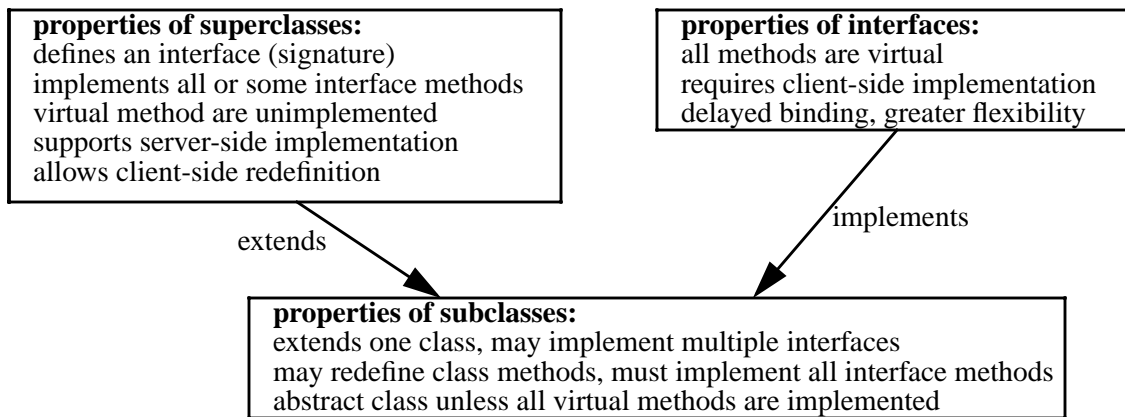 properties of superclasses:
defines an interface (signature)
implements all or some interface methods
virtual method are unimplemented
supports server-side implementation
allows client-side redefinition
properties of interfaces:
all methods are virtual
requires client-side implementation
delayed binding, greater flexibility
extends
implements
properties of subclasses:
extends one class, may implement multiple interfaces
may redefine class methods, must implement all interface methods
abstract class unless all virtual methods are implemented